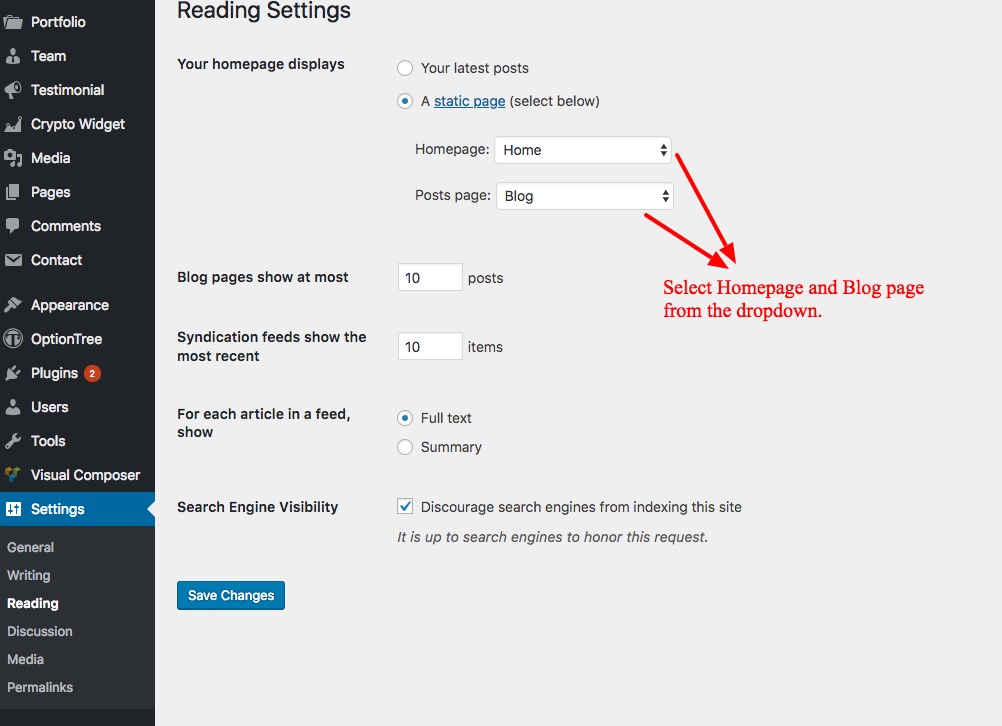 Portfolio
Team
Testimonial
Crypto Widget
Media
Pages
Comments
Contact
Appearance
OptionTree
Plugins 2
Users
Tools
Visual Composer
Settings
General
Writing
Reading
Discussion
Media
Permalinks
Reading Settings
Your homepage displays
Your latest posts
A static page (select below)
Homepage: Home
Posts page: Blog
Select Homepage and Blog page
from the dropdown.
Blog pages show at most
10 posts
Syndication feeds show the
most recent
10 items
For each article in a feed,
show
Full text
Summary
Search Engine Visibility
Discourage search engines from indexing this site
It is up to search engines to honor this request.
Save Changes